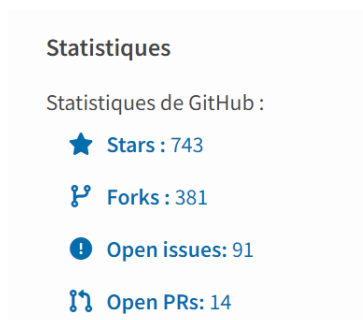 Statistiques
Statistiques de GitHub :
Stars : 743
Forks : 381
Open issues: 91
Open PRs: 14